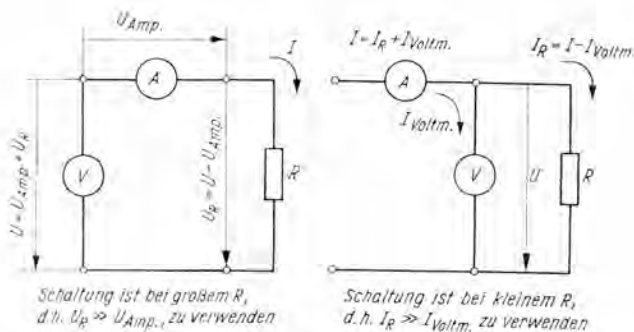 U_Amp.
I
A
V
R
U = U_Amp + U_R
U_R = U − U_Amp.
Schaltung ist bei großem R,
d.h. U_R ≫ U_Amp., zu verwenden
I = I_R + I_Voltm.
I_R = I − I_Voltm.
A
I_Voltm.
V
U
R
Schaltung ist bei kleinem R,
d.h. I_R ≫ I_Voltm. zu verwenden